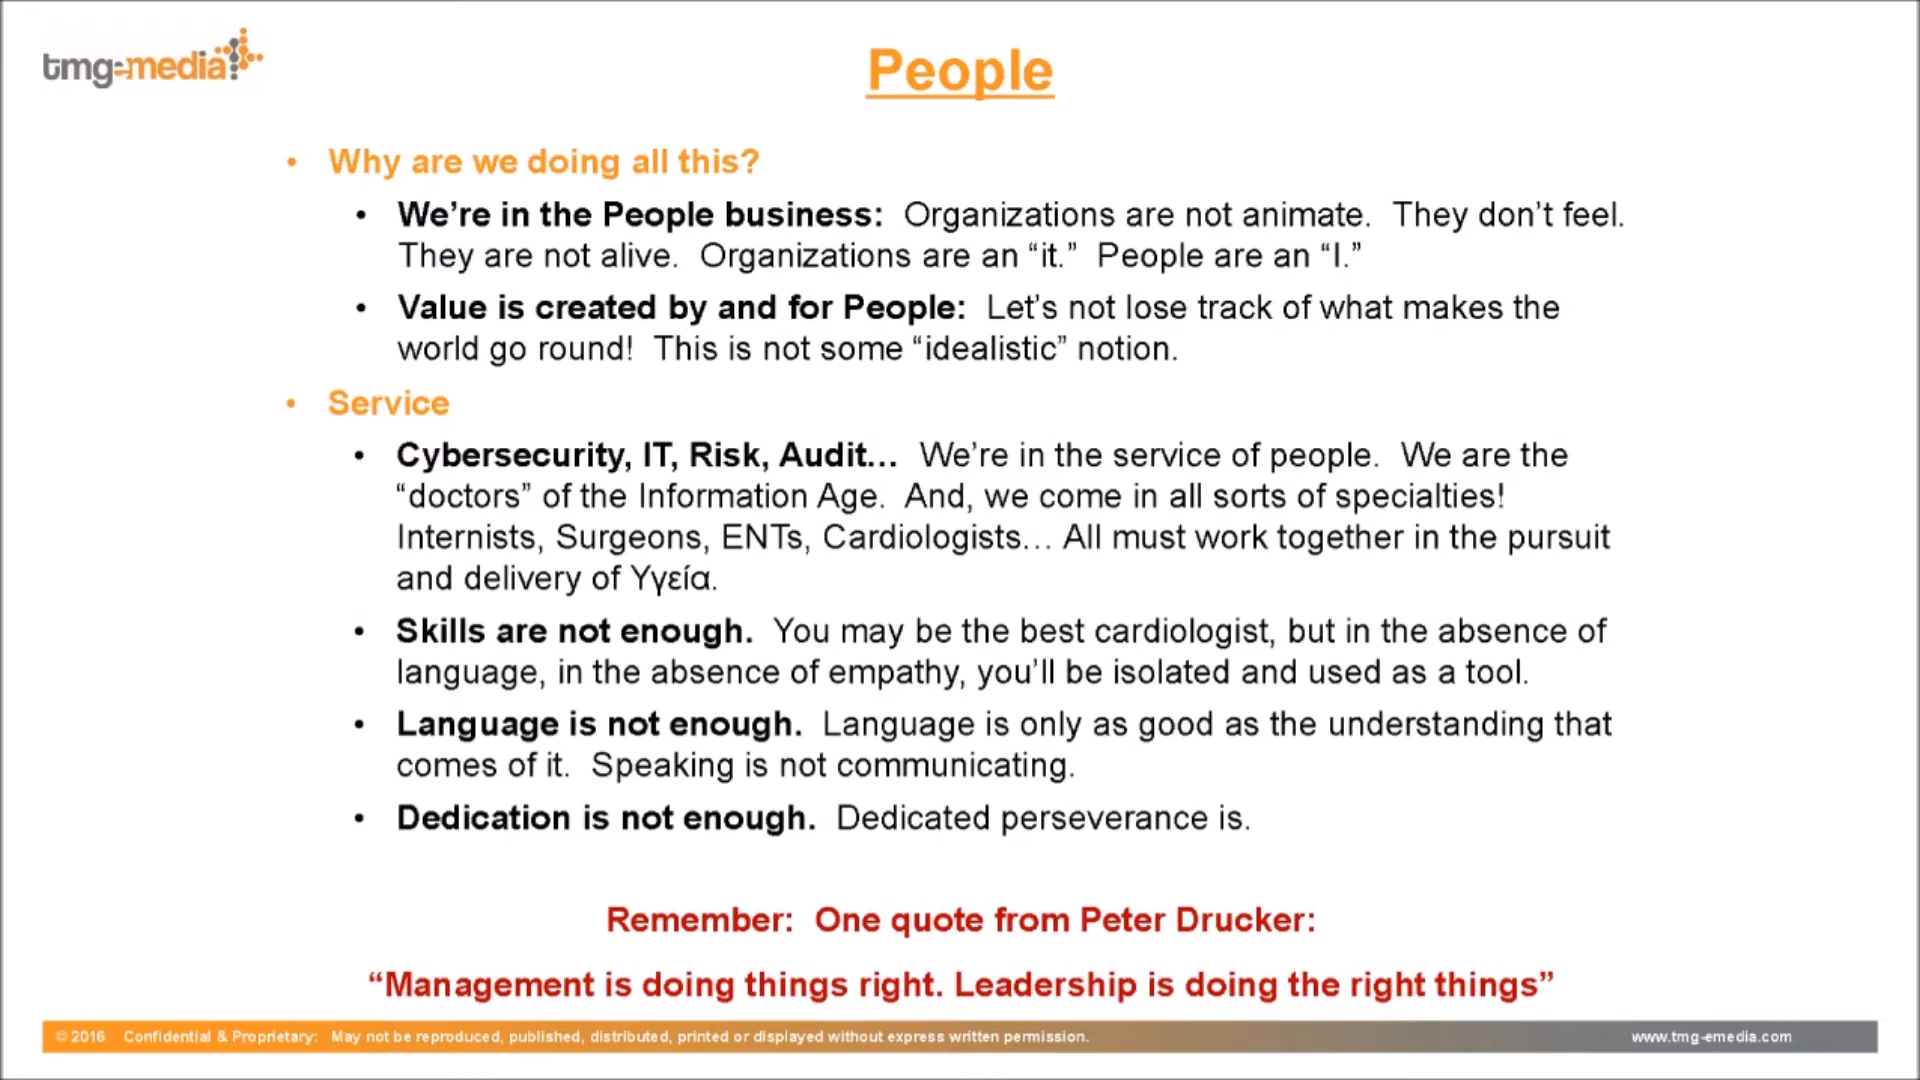 tmg-emedia
People
• Why are we doing all this?
• We’re in the People business:  Organizations are not animate.  They don’t feel.
They are not alive.  Organizations are an “it.”  People are an “I.”
• Value is created by and for People:  Let’s not lose track of what makes the
world go round!  This is not some “idealistic” notion.
• Service
• Cybersecurity, IT, Risk, Audit…  We’re in the service of people.  We are the
“doctors” of the Information Age.  And, we come in all sorts of specialties!
Internists, Surgeons, ENTs, Cardiologists… All must work together in the pursuit
and delivery of Υγεία.
• Skills are not enough.  You may be the best cardiologist, but in the absence of
language, in the absence of empathy, you’ll be isolated and used as a tool.
• Language is not enough.  Language is only as good as the understanding that
comes of it.  Speaking is not communicating.
• Dedication is not enough.  Dedicated perseverance is.
Remember:  One quote from Peter Drucker:
“Management is doing things right. Leadership is doing the right things”
© 2016   Confidential & Proprietary:   May not be reproduced, published, distributed, printed or displayed without express written permission.
www.tmg-emedia.com